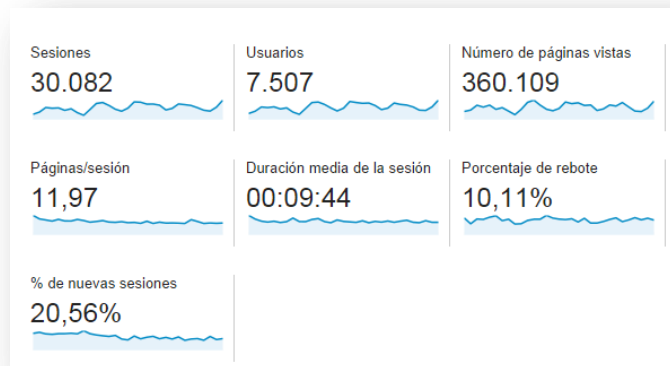 Sesiones
30.082
Usuarios
7.507
Número de páginas vistas
360.109
Páginas/sesión
11,97
Duración media de la sesión
00:09:44
Porcentaje de rebote
10,11%
% de nuevas sesiones
20,56%